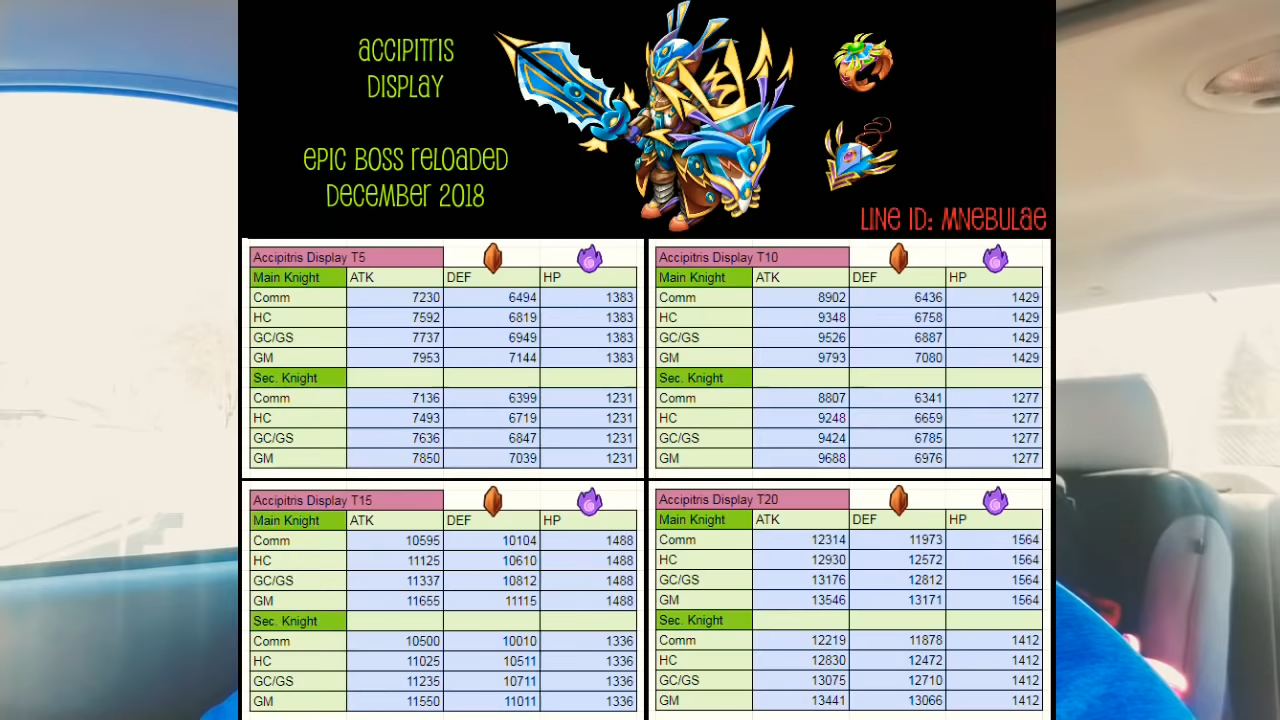 ACCIPITRIS
DISPLAY
EPIC BOSS RELOADED
DECEMBER 2018
LINE ID: MNEBULAE
Accipitris Display T5
Main Knight ATK DEF HP
Comm 7230 6494 1383
HC 7592 6819 1383
GC/GS 7737 6949 1383
GM 7953 7144 1383
Sec. Knight
Comm 7136 6399 1231
HC 7493 6719 1231
GC/GS 7636 6847 1231
GM 7850 7039 1231
Accipitris Display T10
Main Knight ATK DEF HP
Comm 8902 6436 1429
HC 9348 6758 1429
GC/GS 9526 6887 1429
GM 9793 7080 1429
Sec. Knight
Comm 8807 6341 1277
HC 9248 6659 1277
GC/GS 9424 6785 1277
GM 9688 6976 1277
Accipitris Display T15
Main Knight ATK DEF HP
Comm 10595 10104 1488
HC 11125 10610 1488
GC/GS 11337 10812 1488
GM 11655 11115 1488
Sec. Knight
Comm 10500 10010 1336
HC 11025 10511 1336
GC/GS 11235 10711 1336
GM 11550 11011 1336
Accipitris Display T20
Main Knight ATK DEF HP
Comm 12314 11973 1564
HC 12930 12572 1564
GC/GS 13176 12812 1564
GM 13546 13171 1564
Sec. Knight
Comm 12219 11878 1412
HC 12830 12472 1412
GC/GS 13075 12710 1412
GM 13441 13066 1412